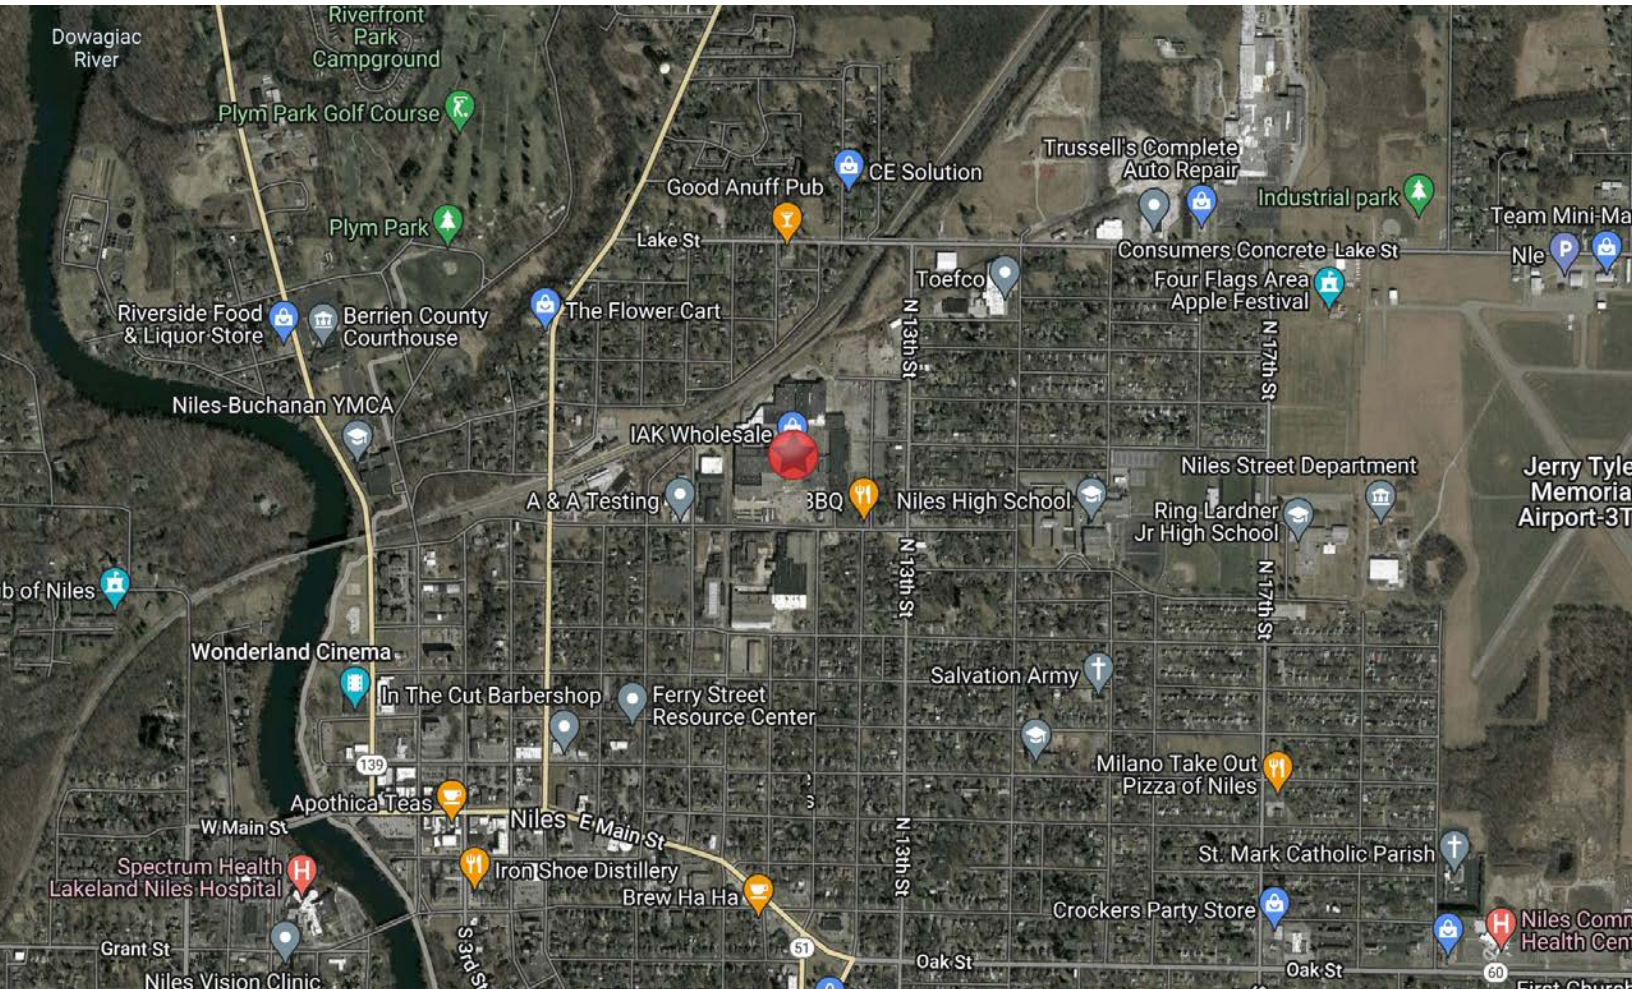 Riverfront
Park
Campground
Dowagiac
River
Plym Park Golf Course
Trussell's Complete
Auto Repair
CE Solution
Good Anuff Pub
Industrial park
Plym Park
Team Mini-Ma
Lake St
Consumers Concrete
Lake St
Nle
Toefco
Four Flags Area
Apple Festival
Riverside Food
& Liquor Store
Berrien County
Courthouse
The Flower Cart
N 13th St
N 17th St
Niles-Buchanan YMCA
IAK Wholesale
Niles Street Department
Jerry Tyle
Memoria
Airport-3T
A & A Testing
BBQ
Niles High School
Ring Lardner
Jr High School
N 13th St
N 17th St
b of Niles
Wonderland Cinema
Salvation Army
In The Cut Barbershop
Ferry Street
Resource Center
139
Milano Take Out
Pizza of Niles
Apothica Teas
Niles
E Main St
W Main St
N 13th St
St. Mark Catholic Parish
Spectrum Health
Lakeland Niles Hospital
Iron Shoe Distillery
Brew Ha Ha
Crockers Party Store
Niles Comm
Health Cent
S 3rd St
51
Grant St
Oak St
Oak St
60
Niles Vision Clinic
First Church